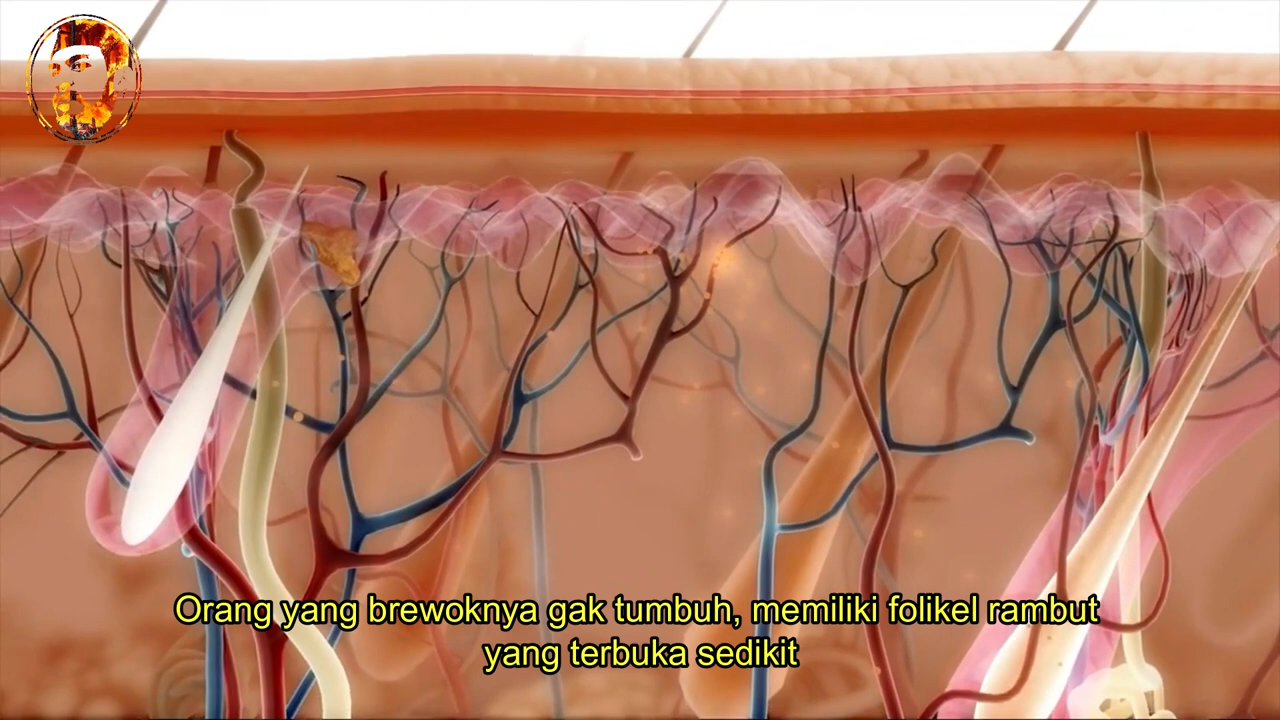 Orang yang brewoknya gak tumbuh, memiliki folikel rambut
yang terbuka sedikit